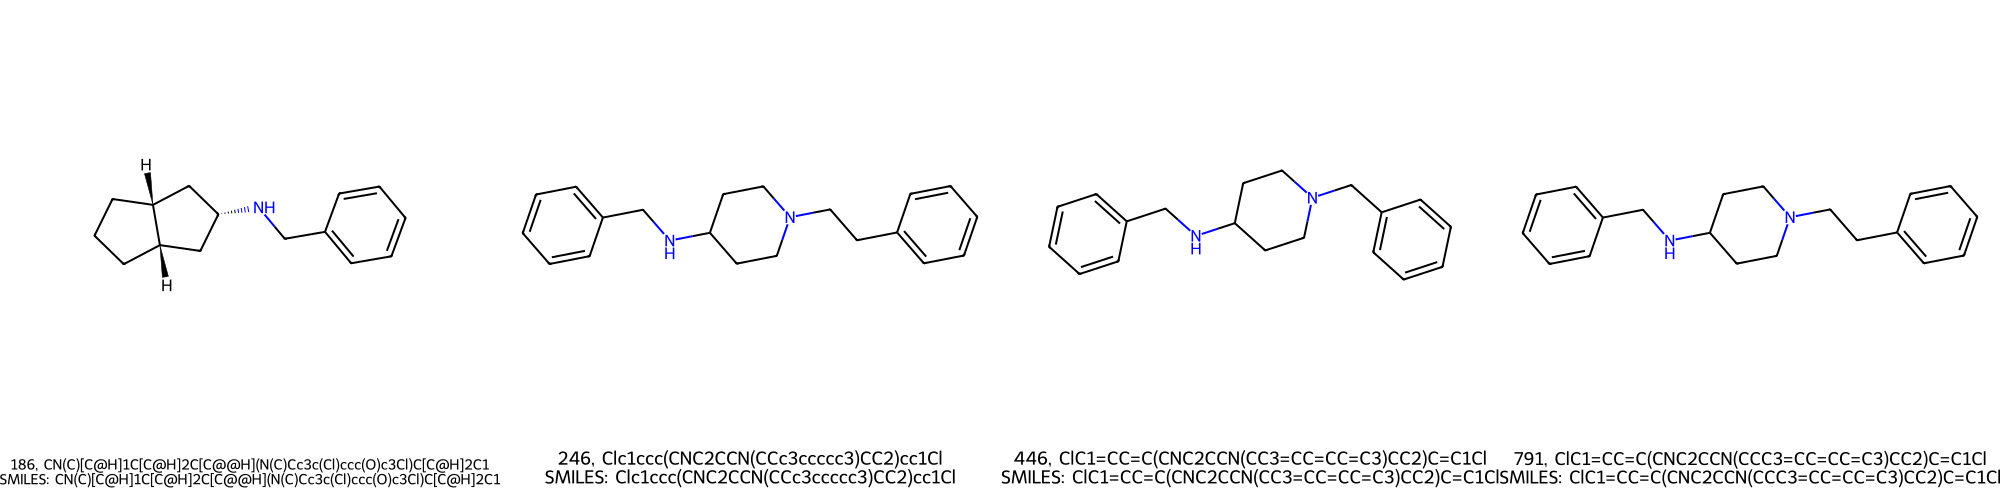 H
NH
H
N
H
N
N
H
N
N
H
N
186, CN(C)[C@H]1C[C@H]2C[C@@H](N(C)Cc3c(Cl)ccc(O)c3Cl)C[C@H]2C1
SMILES: CN(C)[C@H]1C[C@H]2C[C@@H](N(C)Cc3c(Cl)ccc(O)c3Cl)C[C@H]2C1
246, Clc1ccc(CNC2CCN(CCc3ccccc3)CC2)cc1Cl
SMILES: Clc1ccc(CNC2CCN(CCc3ccccc3)CC2)cc1Cl
446, ClC1=CC=C(CNC2CCN(CC3=CC=CC=C3)CC2)C=C1Cl
SMILES: ClC1=CC=C(CNC2CCN(CC3=CC=CC=C3)CC2)C=C1Cl
791, ClC1=CC=C(CNC2CCN(CCC3=CC=CC=C3)CC2)C=C1Cl
SMILES: ClC1=CC=C(CNC2CCN(CCC3=CC=CC=C3)CC2)C=C1Cl